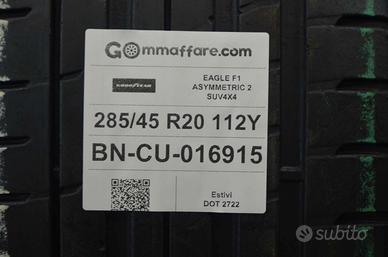 GOmmaffare.com
GOODYEAR
EAGLE F1
ASYMMETRIC 2
SUV4X4
285/45 R20 112Y
BN-CU-016915
Estivi
DOT 2722
subito